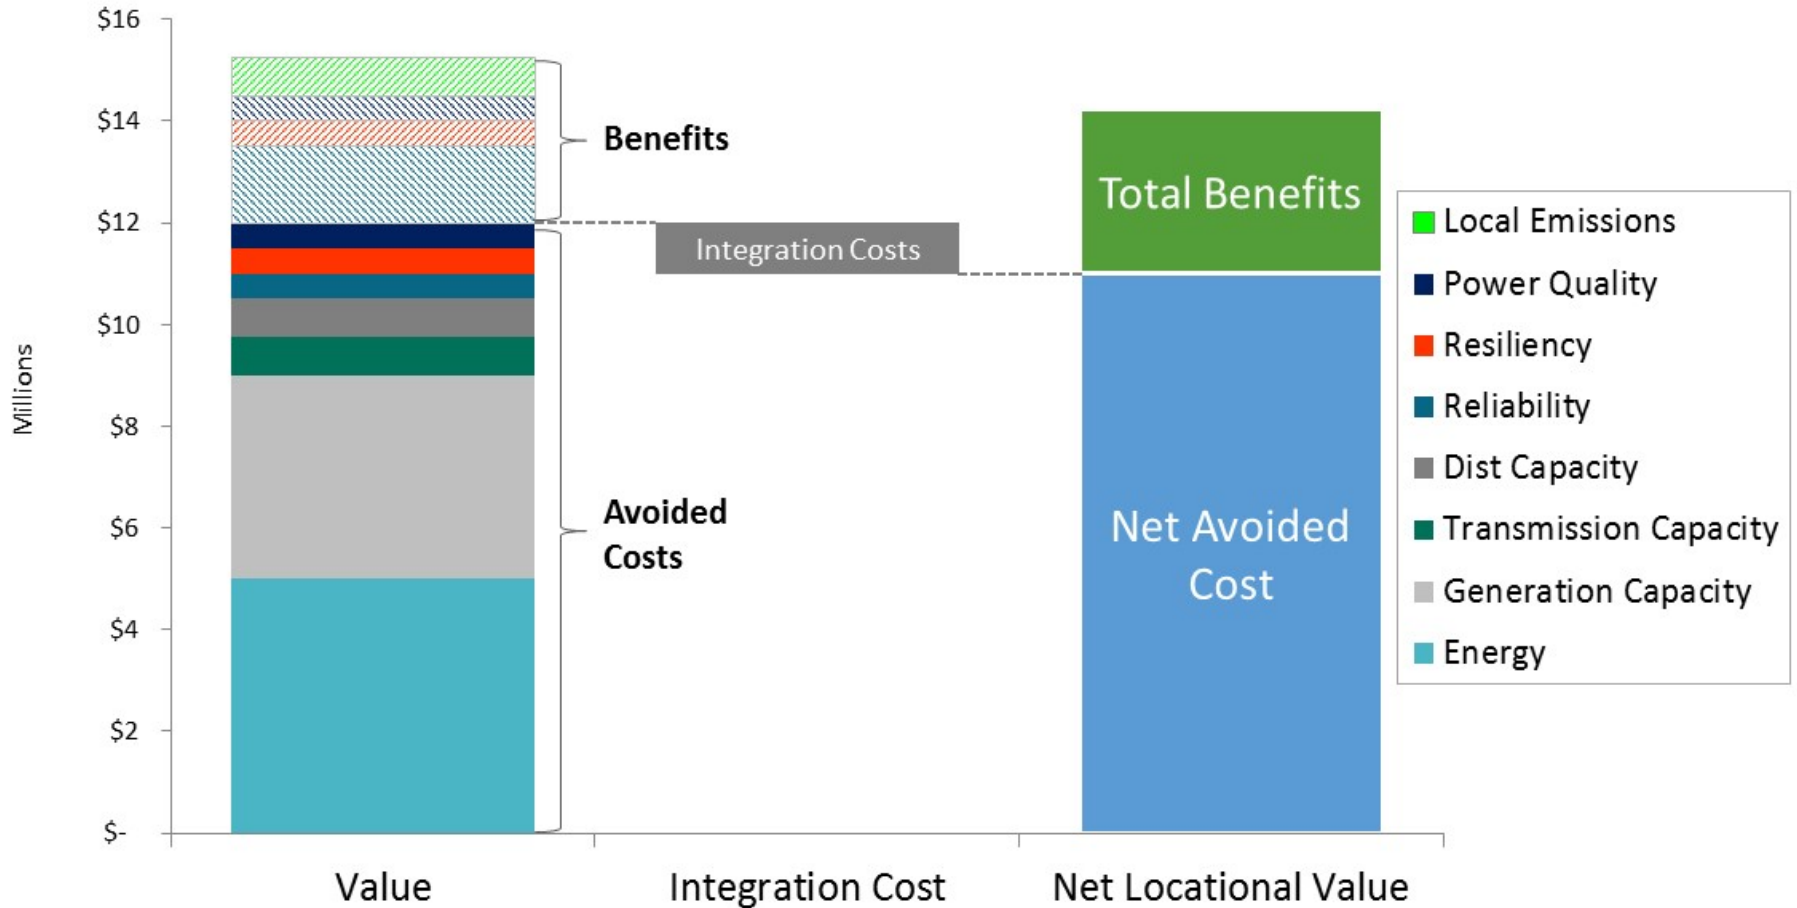 $16
$14
$12
$10
$8
$6
$4
$2
$-
Millions
Benefits
Avoided
Costs
Integration Costs
Total Benefits
Net Avoided
Cost
Local Emissions
Power Quality
Resiliency
Reliability
Dist Capacity
Transmission Capacity
Generation Capacity
Energy
Value
Integration Cost
Net Locational Value